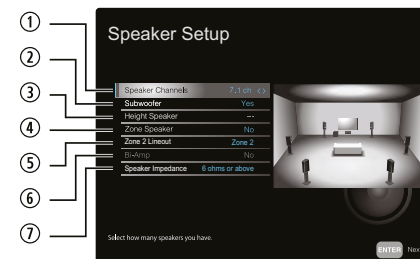 Speaker Setup
① Speaker Channels 7.1 ch < >
② Subwoofer Yes
③ Height Speaker ---
④ Zone Speaker No
⑤ Zone 2 Lineout Zone 2
⑥ Bi-Amp No
⑦ Speaker Impedance 6 ohms or above
Select how many speakers you have.
ENTER Nex